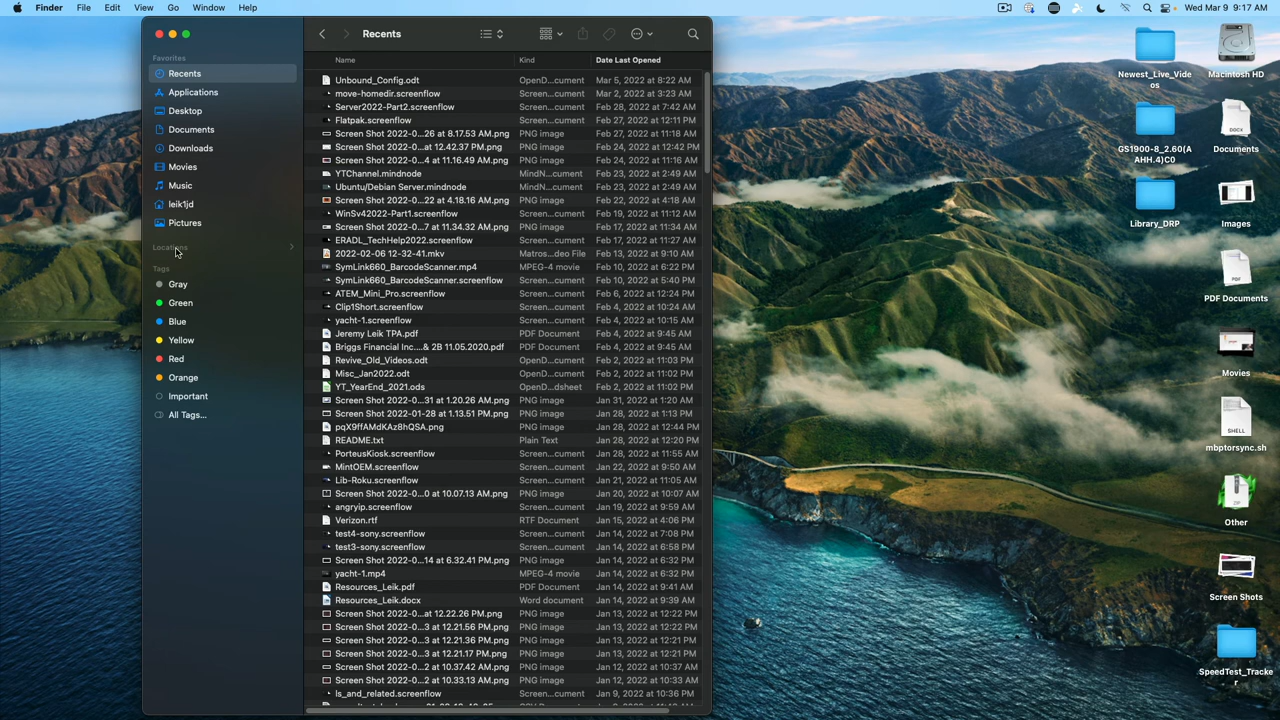 Finder File Edit View Go Window Help Wed Mar 9 9:17 AM
Favorites
Recents
Applications
Desktop
Documents
Downloads
Movies
Music
leik1jd
Pictures
Locations
Tags
Gray
Green
Blue
Yellow
Red
Orange
Important
All Tags...
Recents
Name Kind Date Last Opened
Unbound_Config.odt OpenD...cument Mar 5, 2022 at 8:22 AM
move-homedir.screenflow Screen...cument Mar 2, 2022 at 3:23 AM
Server2022-Part2.screenflow Screen...cument Feb 28, 2022 at 7:42 AM
Flatpak.screenflow Screen...cument Feb 27, 2022 at 12:11 PM
Screen Shot 2022-0...26 at 8.17.53 AM.png PNG image Feb 27, 2022 at 11:18 AM
Screen Shot 2022-0...at 12.42.37 PM.png PNG image Feb 24, 2022 at 12:42 PM
Screen Shot 2022-0...4 at 11.16.49 AM.png PNG image Feb 24, 2022 at 11:16 AM
YTChannel.mindnode MindN...cument Feb 23, 2022 at 2:49 AM
Ubuntu/Debian Server.mindnode MindN...cument Feb 23, 2022 at 2:49 AM
Screen Shot 2022-0...22 at 4.18.16 AM.png PNG image Feb 22, 2022 at 4:18 AM
WinSv42022-Part1.screenflow Screen...cument Feb 19, 2022 at 11:12 AM
Screen Shot 2022-0...7 at 11.34.32 AM.png PNG image Feb 17, 2022 at 11:34 AM
ERADL_TechHelp2022.screenflow Screen...cument Feb 17, 2022 at 11:27 AM
2022-02-06 12-32-41.mkv Matros...deo File Feb 13, 2022 at 9:10 AM
SymLink660_BarcodeScanner.mp4 MPEG-4 movie Feb 10, 2022 at 6:22 PM
SymLink660_BarcodeScanner.screenflow Screen...cument Feb 10, 2022 at 6:22 PM
ATEM_Mini_Pro.screenflow Screen...cument Feb 6, 2022 at 12:24 PM
Clip1Short.screenflow Screen...cument Feb 4, 2022 at 10:24 AM
yacht-1.screenflow Screen...cument Feb 4, 2022 at 10:15 AM
Jeremy Leik TPA.pdf PDF Document Feb 4, 2022 at 9:45 AM
Briggs Financial Inc....& 2B 11.05.2020.pdf PDF Document Feb 4, 2022 at 9:45 AM
Revive_Old_Videos.odt OpenD...cument Feb 2, 2022 at 11:03 PM
Misc_Jan2022.odt OpenD...cument Feb 2, 2022 at 11:02 PM
YT_YearEnd_2021.ods OpenD...dsheet Feb 2, 2022 at 11:02 PM
Screen Shot 2022-0...31 at 1.20.26 AM.png PNG image Jan 31, 2022 at 1:20 AM
Screen Shot 2022-01-28 at 1.13.51 PM.png PNG image Jan 28, 2022 at 1:13 PM
pqX9ffAMdKAz8hQSA.png PNG image Jan 28, 2022 at 12:44 PM
README.txt Plain Text Jan 28, 2022 at 12:20 PM
PorteusKiosk.screenflow Screen...cument Jan 28, 2022 at 11:55 AM
MintOEM.screenflow Screen...cument Jan 22, 2022 at 9:50 AM
Lib-Roku.screenflow Screen...cument Jan 21, 2022 at 11:05 AM
Screen Shot 2022-0...0 at 10.07.13 AM.png PNG image Jan 20, 2022 at 10:07 AM
angryip.screenflow Screen...cument Jan 19, 2022 at 9:59 AM
Verizon.rtf RTF Document Jan 15, 2022 at 4:06 PM
test4-sony.screenflow Screen...cument Jan 14, 2022 at 7:08 PM
test3-sony.screenflow Screen...cument Jan 14, 2022 at 6:58 PM
Screen Shot 2022-0...14 at 6.32.41 PM.png PNG image Jan 14, 2022 at 6:32 PM
yacht-1.mp4 MPEG-4 movie Jan 14, 2022 at 6:32 PM
Resources_Leik.pdf PDF Document Jan 14, 2022 at 9:41 AM
Resources_Leik.docx Word document Jan 14, 2022 at 9:39 AM
Screen Shot 2022-0...at 12.22.26 PM.png PNG image Jan 13, 2022 at 12:22 PM
Screen Shot 2022-0...3 at 12.21.56 PM.png PNG image Jan 13, 2022 at 12:22 PM
Screen Shot 2022-0...3 at 12.21.36 PM.png PNG image Jan 13, 2022 at 12:21 PM
Screen Shot 2022-0...3 at 12.21.17 PM.png PNG image Jan 13, 2022 at 12:21 PM
Screen Shot 2022-0...2 at 10.37.42 AM.png PNG image Jan 12, 2022 at 10:37 AM
Screen Shot 2022-0...2 at 10.33.13 AM.png PNG image Jan 12, 2022 at 10:33 AM
ls_and_related.screenflow Screen...cument Jan 9, 2022 at 10:36 PM
Newest_Live_Vide
os
Macintosh HD
GS1900-8_2.60(A
AHH.4)C0
Documents
Library_DRP
Images
PDF Documents
Movies
SHELL
mbptorsync.sh
ZIP
Other
Screen Shots
SpeedTest_Tracke
r
DOCX